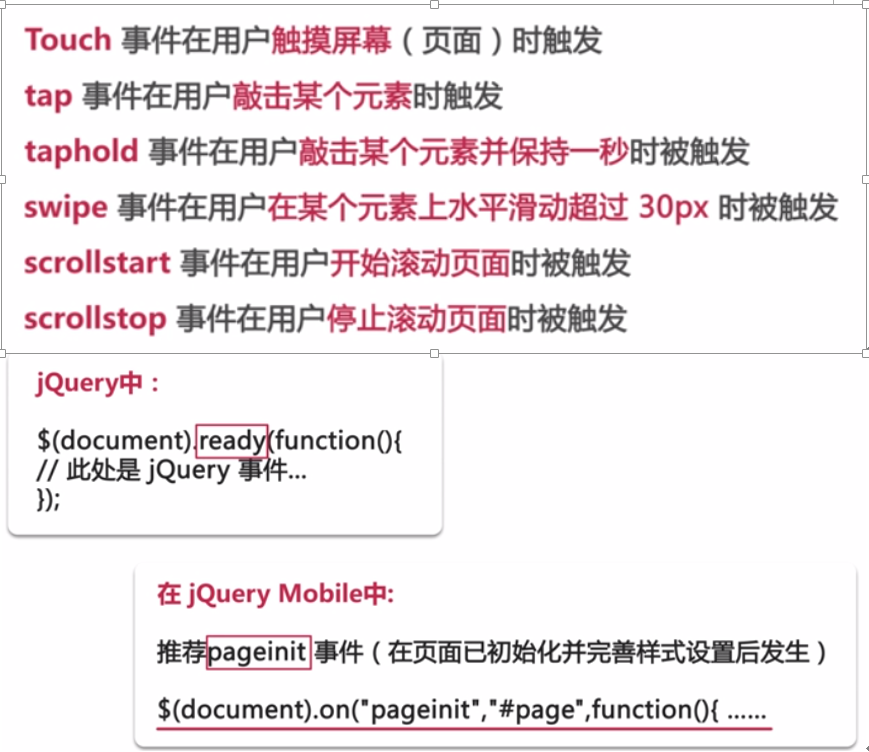 Touch 事件在用户触摸屏幕（页面）时触发
tap 事件在用户敲击某个元素时触发
taphold 事件在用户敲击某个元素并保持一秒时被触发
swipe 事件在用户在某个元素上水平滑动超过 30px 时被触发
scrollstart 事件在用户开始滚动页面时被触发
scrollstop 事件在用户停止滚动页面时被触发
jQuery中：
$(document).ready(function(){
// 此处是 jQuery 事件...
});
在 jQuery Mobile中:
推荐pageinit 事件（在页面已初始化并完善样式设置后发生）
$(document).on("pageinit","#page",function(){ ......